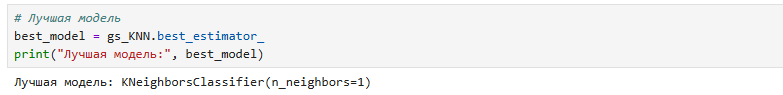 # Лучшая модель
best_model = gs_KNN.best_estimator_
print("Лучшая модель:", best_model)
Лучшая модель: KNeighborsClassifier(n_neighbors=1)